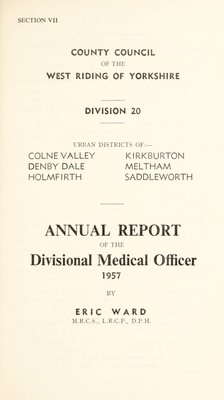 SECTION VII
COUNTY COUNCIL
OF THE
WEST RIDING OF YORKSHIRE
DIVISION 20
URBAN DISTRICTS OF:—
COLNE VALLEY KIRKBURTON
DENBY DALE MELTHAM
HOLMFIRTH SADDLEWORTH
ANNUAL REPORT
OF THE
Divisional Medical Officer
1957
BY
ERIC WARD
M.R.C.S., L.R.C.P., D.P.H.